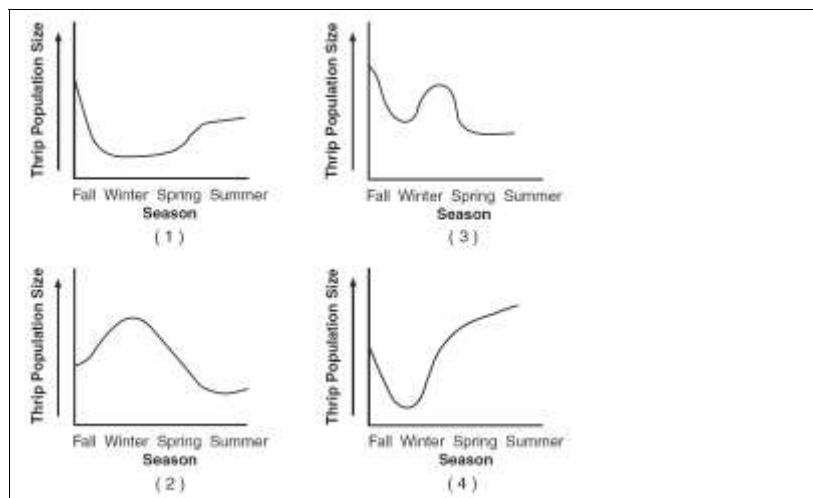 Thrip Population Size
Fall Winter Spring Summer
Season
( 1 )
Thrip Population Size
Fall Winter Spring Summer
Season
( 3 )
Thrip Population Size
Fall Winter Spring Summer
Season
( 2 )
Thrip Population Size
Fall Winter Spring Summer
Season
( 4 )